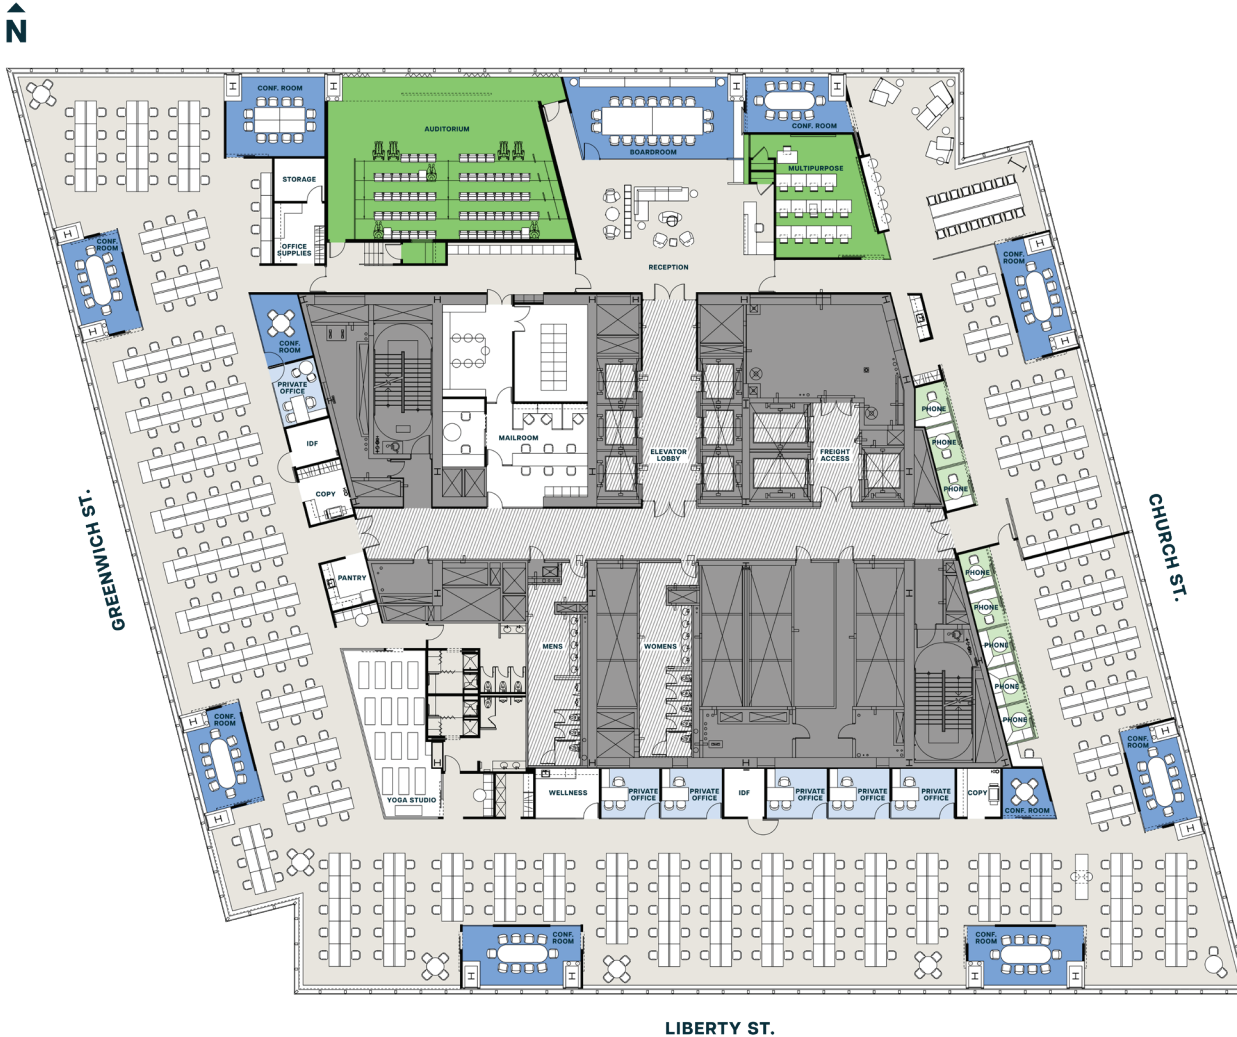 N
CONF. ROOM
AUDITORIUM
BOARDROOM
CONF. ROOM
MULTIPURPOSE
STORAGE
OFFICE
SUPPLIES
CONF.
ROOM
RECEPTION
CONF.
ROOM
CONF.
ROOM
PRIVATE
OFFICE
IDF
COPY
MAILROOM
ELEVATOR
LOBBY
FREIGHT
ACCESS
PHONE
PHONE
PHONE
GREENWICH ST.
CHURCH ST.
PANTRY
PHONE
PHONE
PHONE
PHONE
PHONE
MENS
WOMENS
CONF.
ROOM
CONF.
ROOM
YOGA STUDIO
WELLNESS
PRIVATE
OFFICE
PRIVATE
OFFICE
IDF
PRIVATE
OFFICE
PRIVATE
OFFICE
PRIVATE
OFFICE
COPY
CONF. ROOM
CONF.
ROOM
CONF.
ROOM
LIBERTY ST.